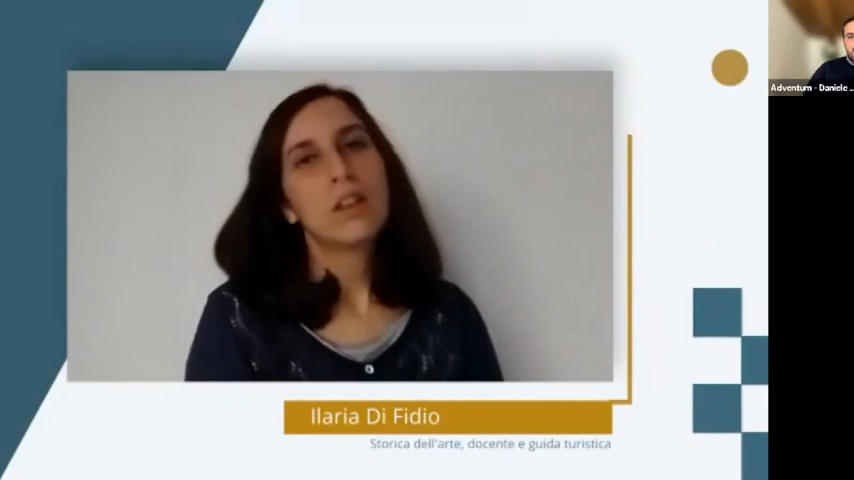 Adventum - Daniele ...
Ilaria Di Fidio
Storica dell'arte, docente e guida turistica